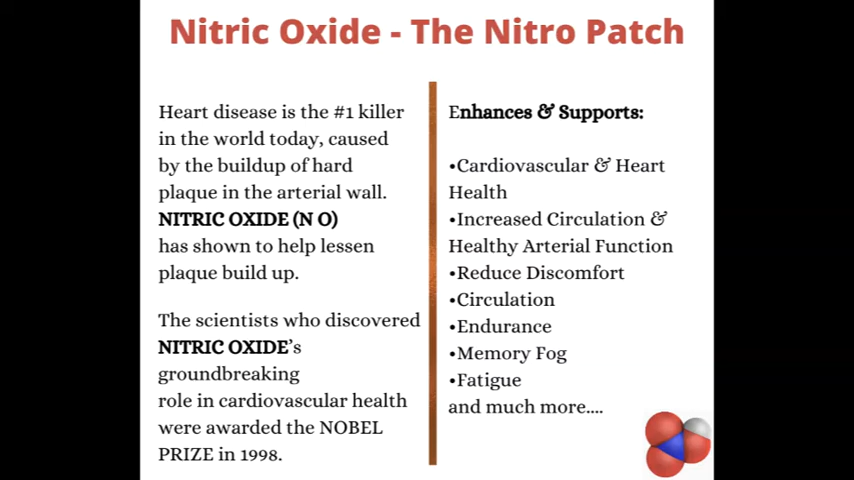 Nitric Oxide - The Nitro Patch
Heart disease is the #1 killer
in the world today, caused
by the buildup of hard
plaque in the arterial wall.
NITRIC OXIDE (N O)
has shown to help lessen
plaque build up.
The scientists who discovered
NITRIC OXIDE's
groundbreaking
role in cardiovascular health
were awarded the NOBEL
PRIZE in 1998.
Enhances & Supports:
•Cardiovascular & Heart
Health
•Increased Circulation &
Healthy Arterial Function
•Reduce Discomfort
•Circulation
•Endurance
•Memory Fog
•Fatigue
and much more....